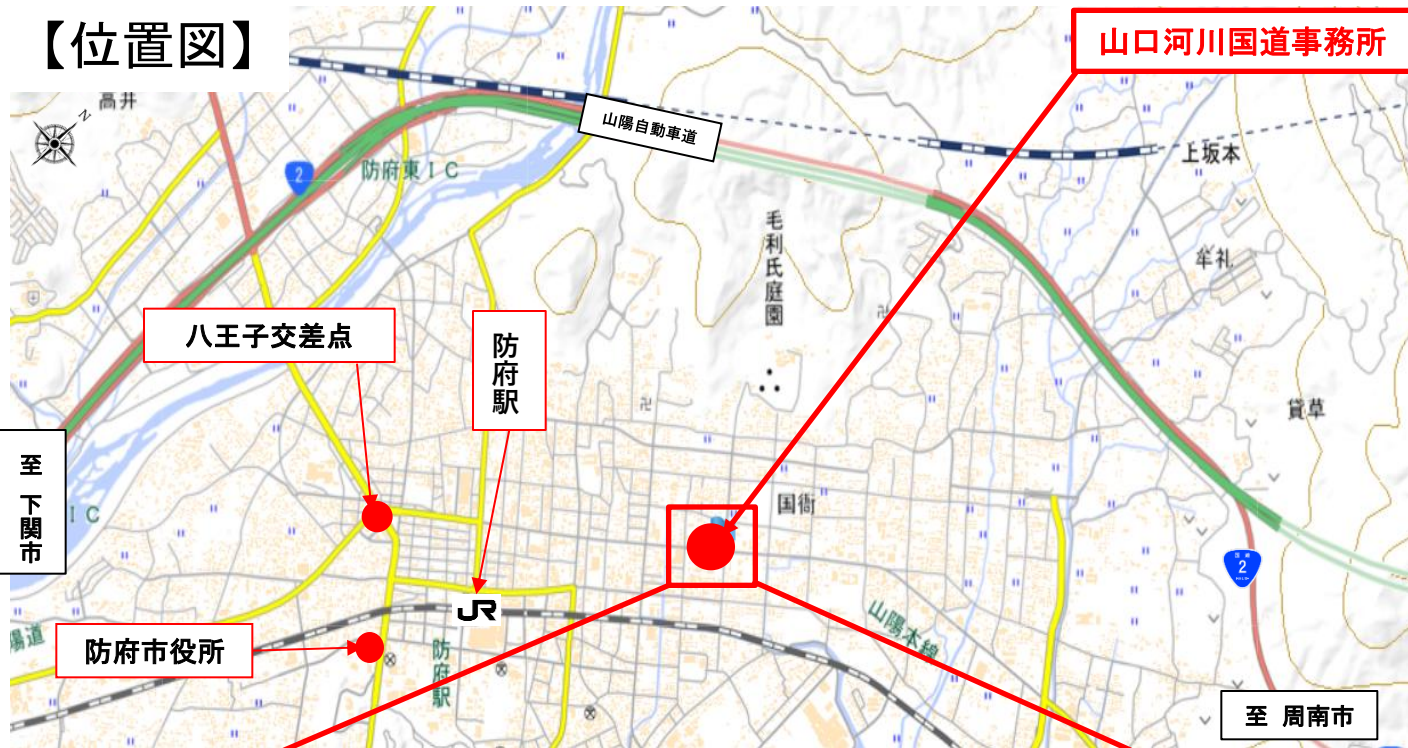 【位置図】
山口河川国道事務所
高井
N
山陽自動車道
2
防府東IC
上坂本
毛利氏庭園
牟礼
八王子交差点
防府駅
貸草
至 下関市
IC
国衙
2
JR
山陽本線
陽道
防府市役所
防府駅
至 周南市